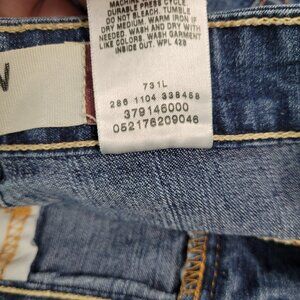 MACHINE
DURABLE PRESS CYCLE
DO NOT BLEACH, TUMBLE
DRY MEDIUM, WARM IRON IF
NEEDED. WASH AND DRY WITH
LIKE COLORS. WASH GARMENT
INSIDE OUT. WPL 423
W
731L
286 1104 338458
379146000
052176209046